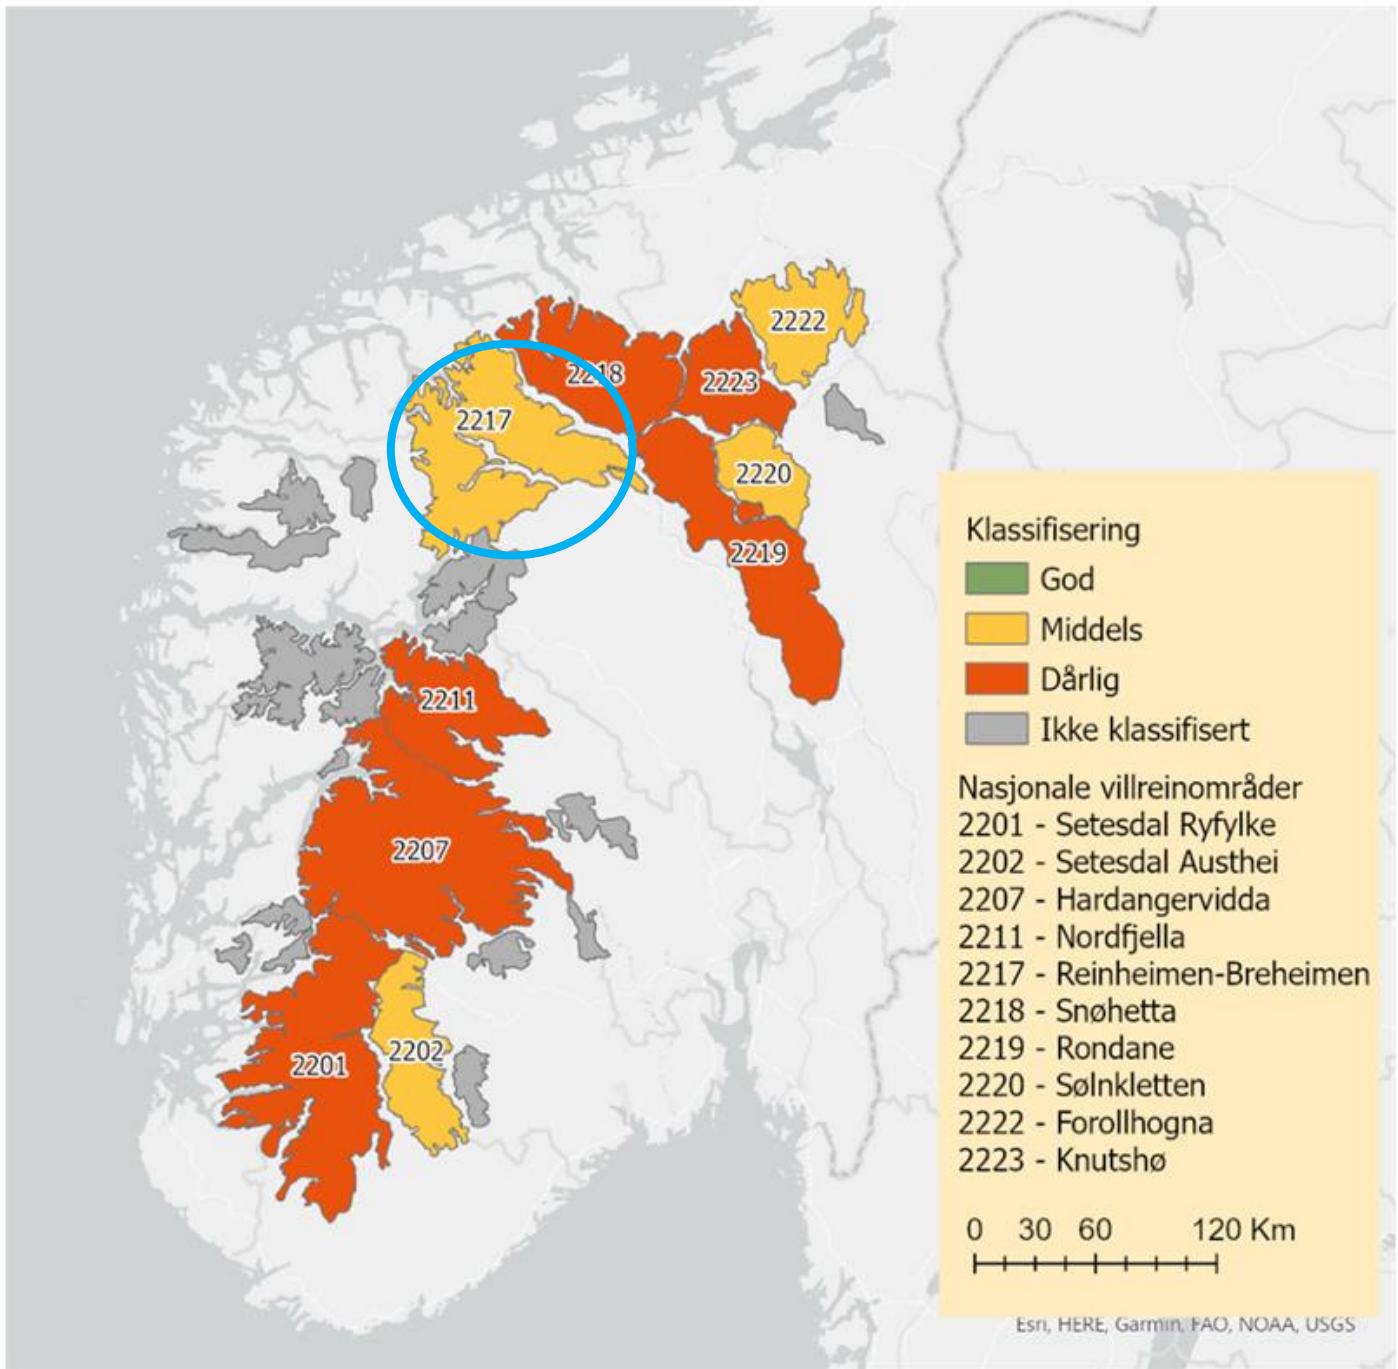 2222
2218
2223
2217
2220
2219
2211
2207
2201
2202
Klassifisering
God
Middels
Dårlig
Ikke klassifisert
Nasjonale villreinområder
2201 - Setesdal Ryfylke
2202 - Setesdal Austhei
2207 - Hardangervidda
2211 - Nordfjella
2217 - Reinheimen-Breheimen
2218 - Snøhetta
2219 - Rondane
2220 - Sølnkletten
2222 - Forollhogna
2223 - Knutshø
0 30 60 120 Km
Esri, HERE, Garmin, FAO, NOAA, USGS